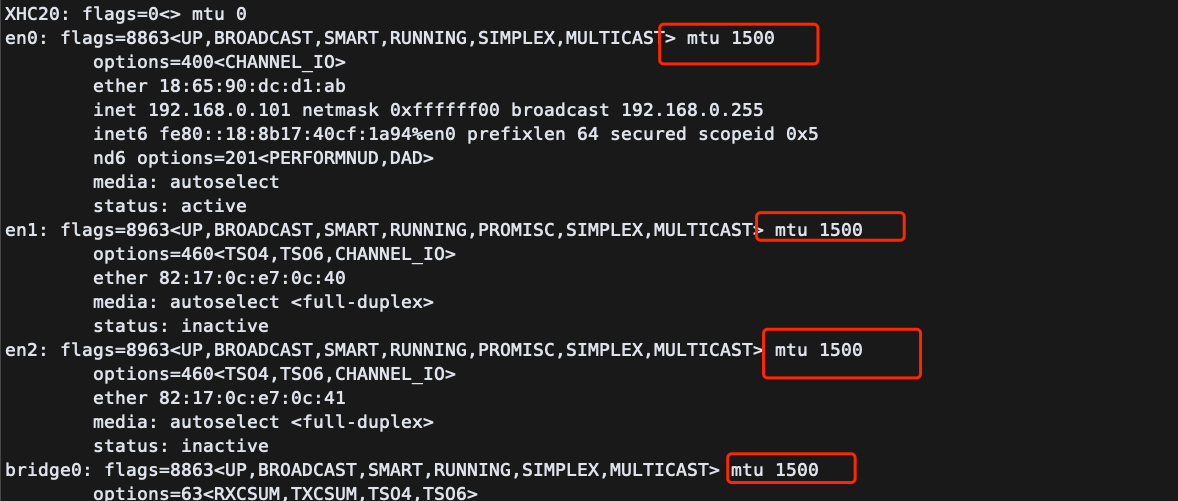 XHC20: flags=0<> mtu 0
en0: flags=8863<UP,BROADCAST,SMART,RUNNING,SIMPLEX,MULTICAST> mtu 1500
options=400<CHANNEL_IO>
ether 18:65:90:dc:d1:ab
inet 192.168.0.101 netmask 0xffffff00 broadcast 192.168.0.255
inet6 fe80::18:8b17:40cf:1a94%en0 prefixlen 64 secured scopeid 0x5
nd6 options=201<PERFORMNUD,DAD>
media: autoselect
status: active
en1: flags=8963<UP,BROADCAST,SMART,RUNNING,PROMISC,SIMPLEX,MULTICAST> mtu 1500
options=460<TSO4,TSO6,CHANNEL_IO>
ether 82:17:0c:e7:0c:40
media: autoselect <full-duplex>
status: inactive
en2: flags=8963<UP,BROADCAST,SMART,RUNNING,PROMISC,SIMPLEX,MULTICAST> mtu 1500
options=460<TSO4,TSO6,CHANNEL_IO>
ether 82:17:0c:e7:0c:41
media: autoselect <full-duplex>
status: inactive
bridge0: flags=8863<UP,BROADCAST,SMART,RUNNING,SIMPLEX,MULTICAST> mtu 1500
options=63<RXCSUM,TXCSUM,TSO4,TSO6>